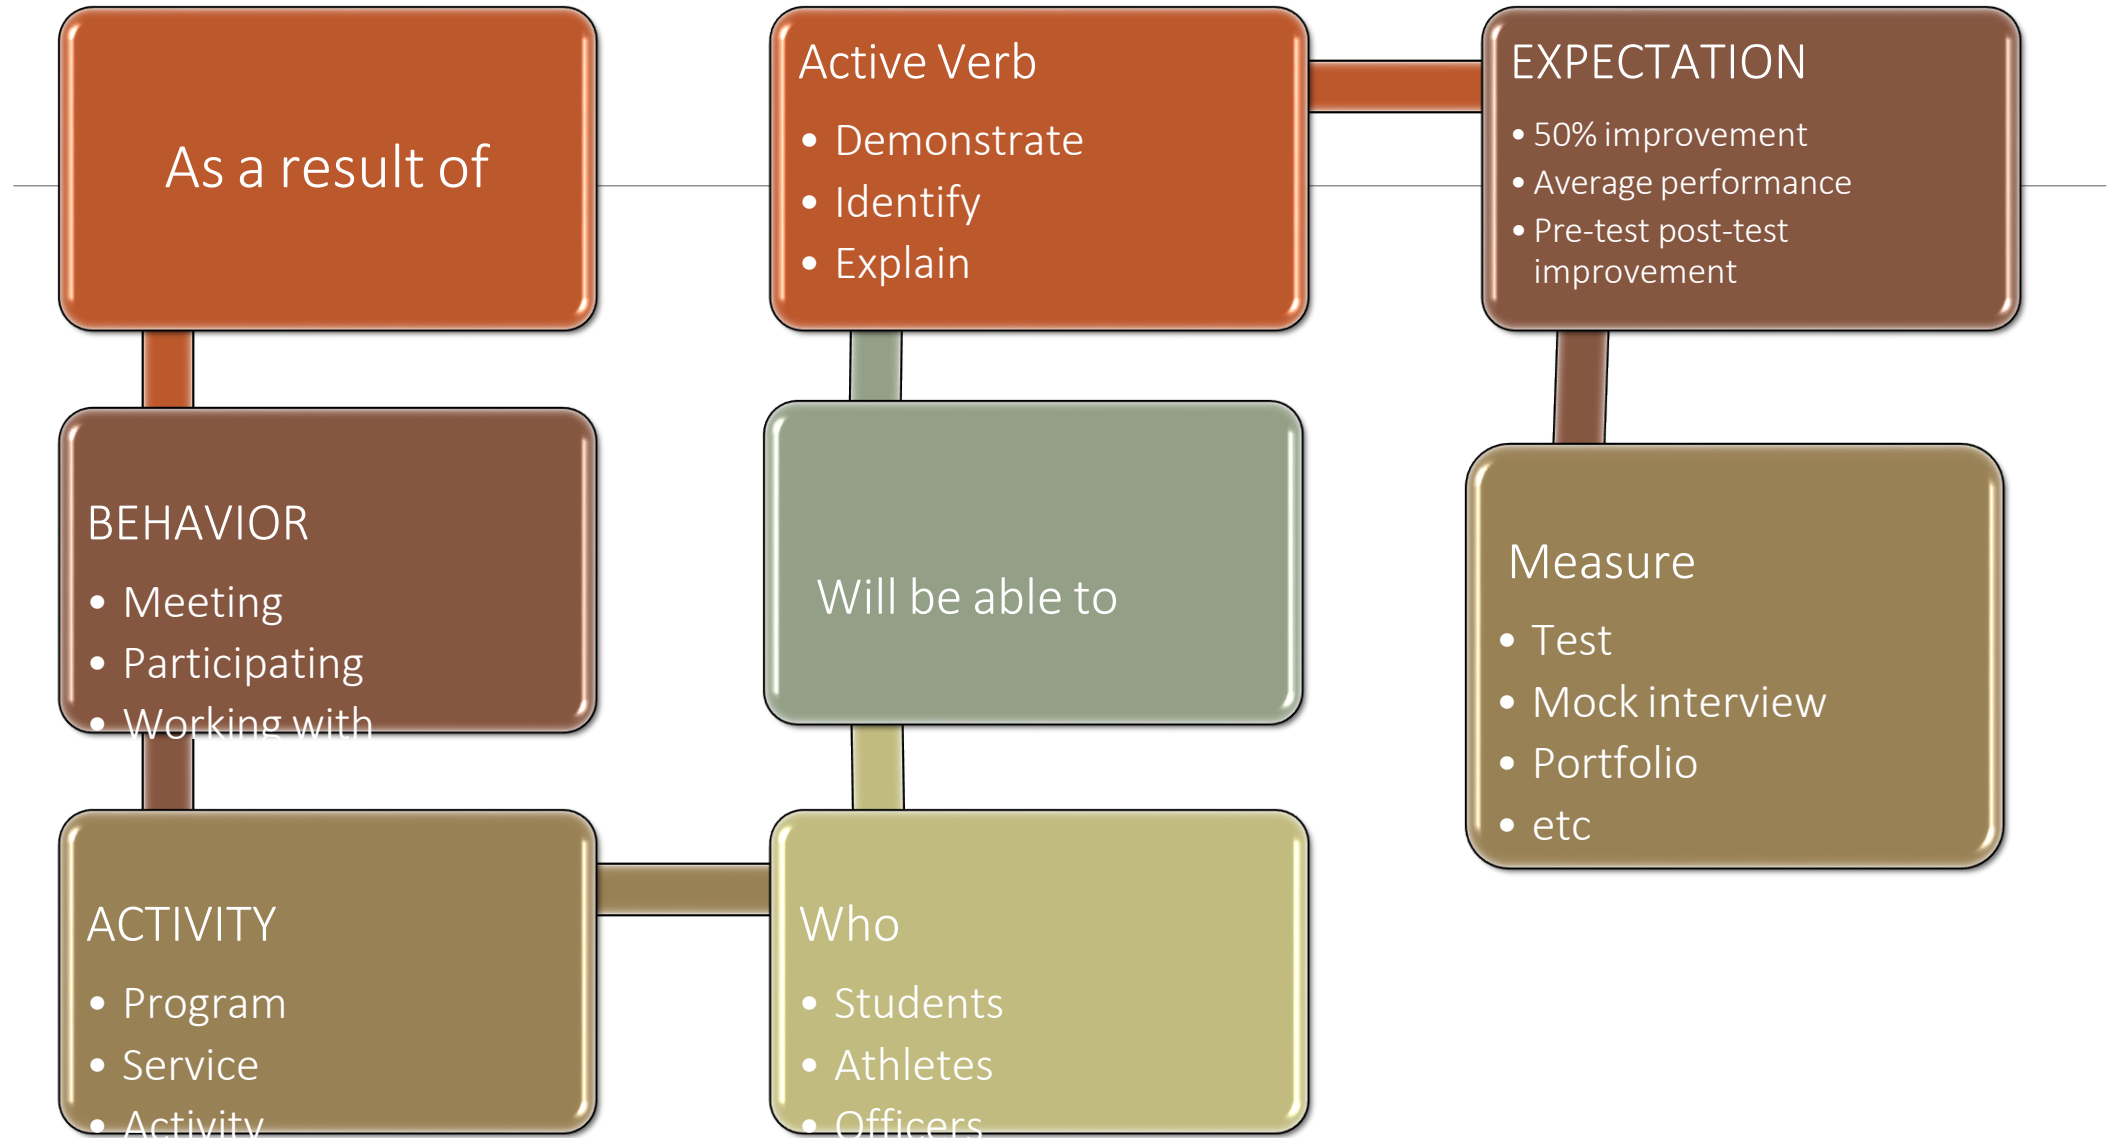 As a result of
BEHAVIOR
• Meeting
• Participating
• Working with
ACTIVITY
• Program
• Service
• Activity
Who
• Students
• Athletes
• Officers
Will be able to
Active Verb
• Demonstrate
• Identify
• Explain
EXPECTATION
• 50% improvement
• Average performance
• Pre-test post-test
improvement
Measure
• Test
• Mock interview
• Portfolio
• etc